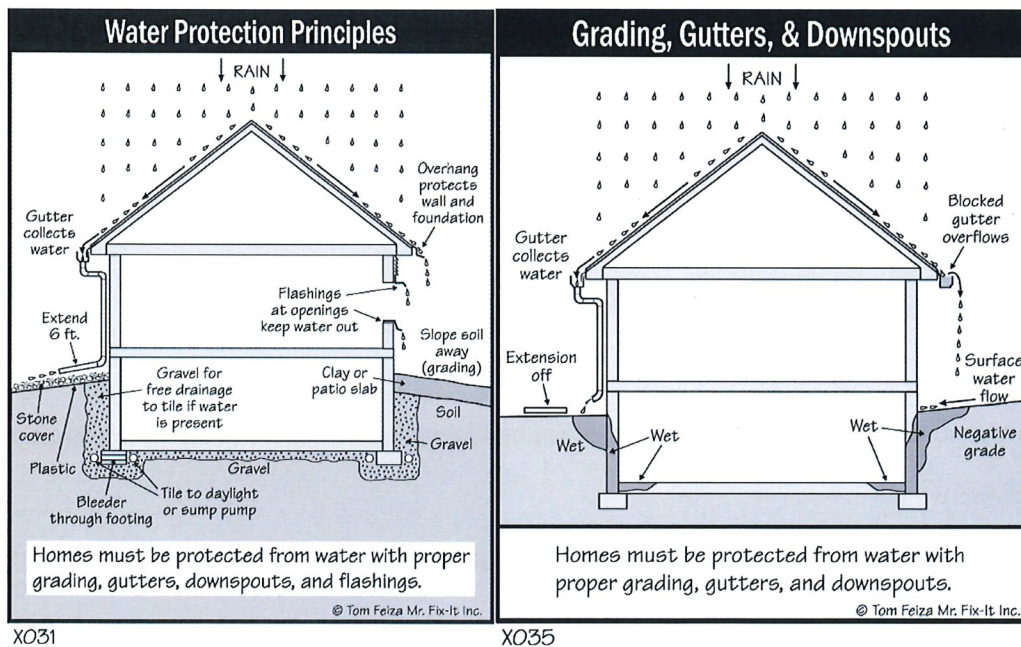 Water Protection Principles
RAIN
Overhang
protects
wall and
foundation
Gutter
collects
water
Flashings
at openings
keep water out
Extend
6 ft.
Slope soil
away
(grading)
Gravel for
free drainage
to tile if water
is present
Clay or
patio slab
Soil
Stone
cover
Gravel
Plastic
Gravel
Bleeder
through footing
Tile to daylight
or sump pump
Homes must be protected from water with proper
grading, gutters, downspouts, and flashings.
© Tom Feiza Mr. Fix-It Inc.
X031
Grading, Gutters, & Downspouts
RAIN
Blocked
gutter
overflows
Gutter
collects
water
Extension
off
Surface
water
flow
Wet
Wet
Wet
Negative
grade
Homes must be protected from water with
proper grading, gutters, and downspouts.
© Tom Feiza Mr. Fix-It Inc.
X035